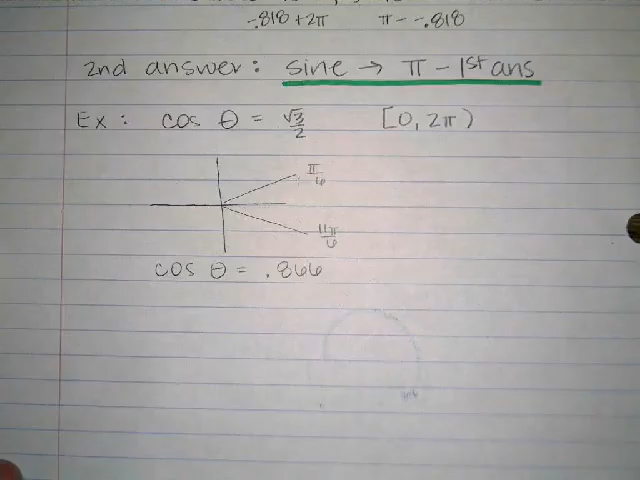 -.818 + 2π π - -.818
2nd answer: sine → π - 1st ans
Ex: cos θ = √3/2 [0, 2π)
π/6
11π/6
cos θ = .866